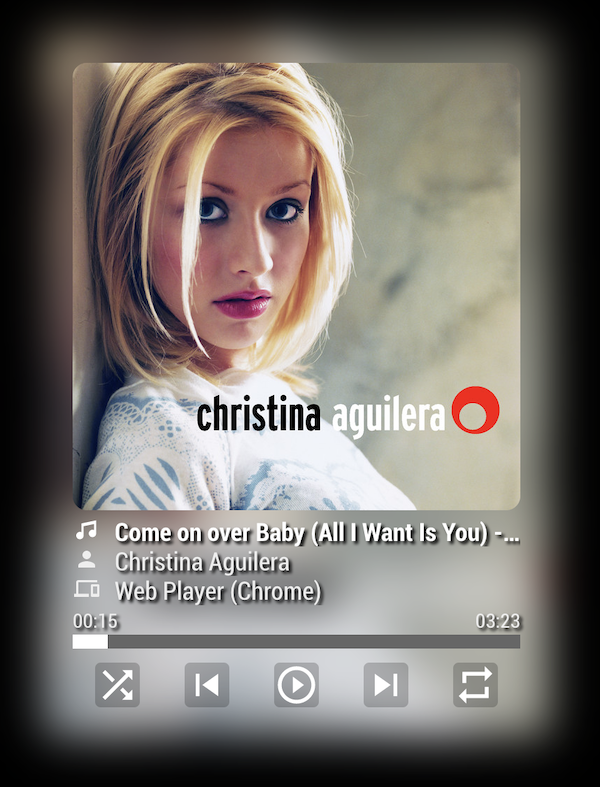 christina aguilera
Come on over Baby (All I Want Is You) -...
Christina Aguilera
Web Player (Chrome)
00:15 03:23